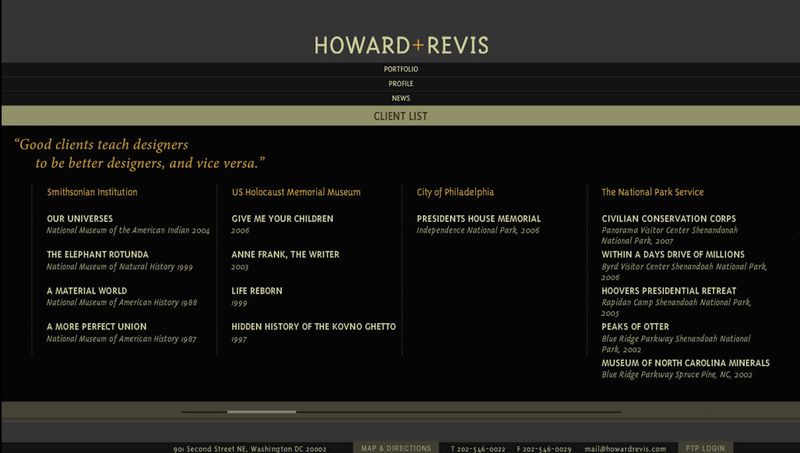 HOWARD+REVIS
PORTFOLIO
PROFILE
NEWS
CLIENT LIST
“Good clients teach designers
to be better designers, and vice versa.”
Smithsonian Institution
OUR UNIVERSES
National Museum of the American Indian 2004
THE ELEPHANT ROTUNDA
National Museum of Natural History 1999
A MATERIAL WORLD
National Museum of American History 1988
A MORE PERFECT UNION
National Museum of American History 1987
US Holocaust Memorial Museum
GIVE ME YOUR CHILDREN
2006
ANNE FRANK, THE WRITER
2003
LIFE REBORN
1999
HIDDEN HISTORY OF THE KOVNO GHETTO
1997
City of Philadelphia
PRESIDENTS HOUSE MEMORIAL
Independence National Park, 2006
The National Park Service
CIVILIAN CONSERVATION CORPS
Panorama Visitor Center Shenandonah
National Park, 2007
WITHIN A DAYS DRIVE OF MILLIONS
Byrd Visitor Center Shenandoah National Park,
2006
HOOVERS PRESIDENTIAL RETREAT
Rapidan Camp Shenandoah National Park,
2005
PEAKS OF OTTER
Blue Ridge Parkway Shenandoah National
Park, 2002
MUSEUM OF NORTH CAROLINA MINERALS
Blue Ridge Parkway Spruce Pine, NC, 2002
901 Second Street NE, Washington DC 20002 MAP & DIRECTIONS T 202-546-0022 F 202-546-0029 mail@howardrevis.com FTP LOGIN